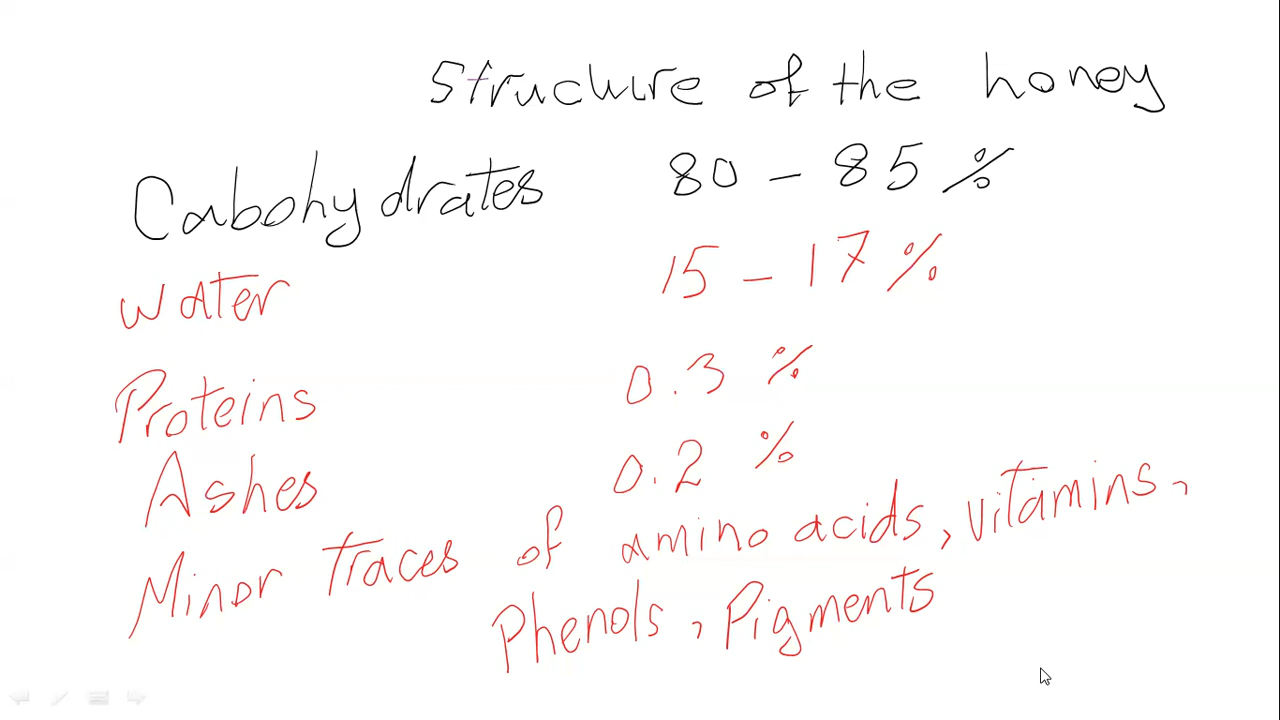 Structure of the honey
Cabohydrates 80 - 85 %
Water 15 - 17 %
Proteins 0.3 %
Ashes 0.2 %
Minor traces of amino acids, vitamins,
Phenols, Pigments